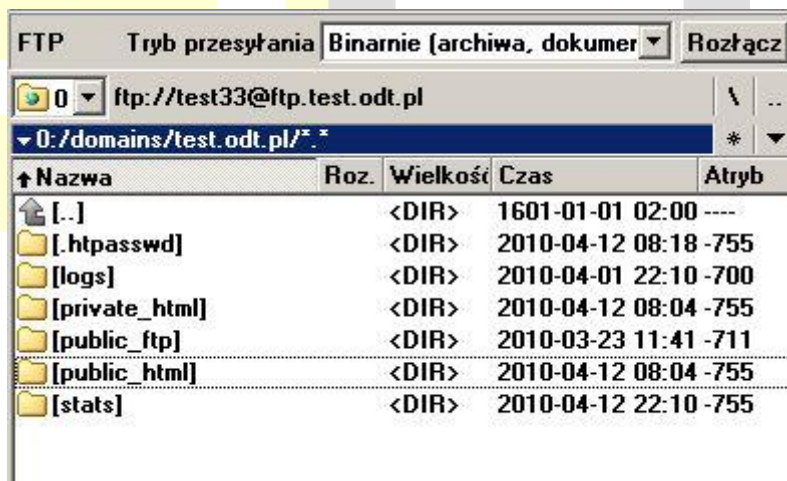 FTP Tryb przesyłania Binarnie (archiwa, dokumer Rozłącz
0 ftp://test33@ftp.test.odt.pl \ ..
0:/domains/test.odt.pl/*.* *
Nazwa Roz. Wielkość Czas Atryb
[..] <DIR> 1601-01-01 02:00 ----
[.htpasswd] <DIR> 2010-04-12 08:18 -755
[logs] <DIR> 2010-04-01 22:10 -700
[private_html] <DIR> 2010-04-12 08:04 -755
[public_ftp] <DIR> 2010-03-23 11:41 -711
[public_html] <DIR> 2010-04-12 08:04 -755
[stats] <DIR> 2010-04-12 22:10 -755